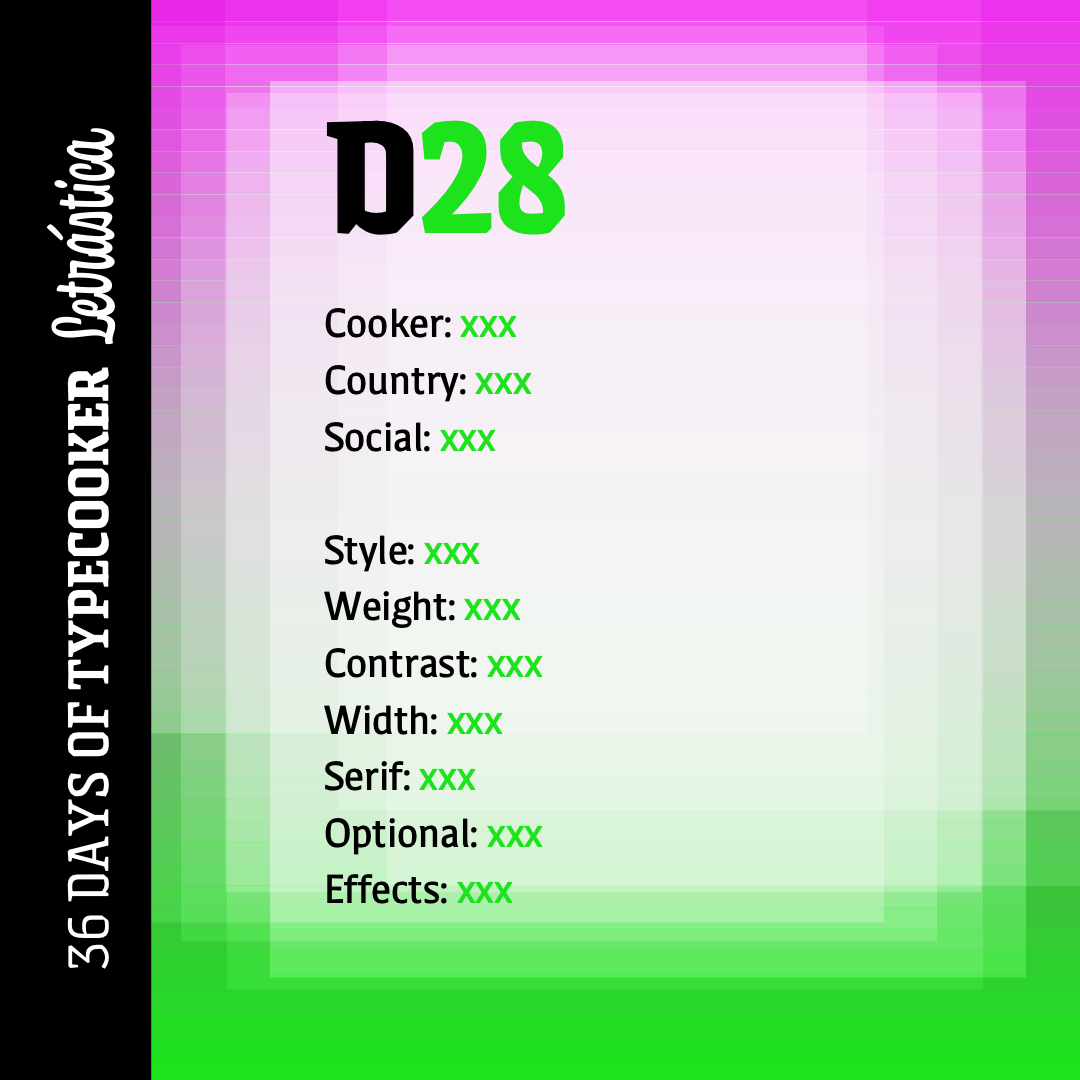 36 DAYS OF TYPECOOKER Letrástica
D28
Cooker: xxx
Country: xxx
Social: xxx
Style: xxx
Weight: xxx
Contrast: xxx
Width: xxx
Serif: xxx
Optional: xxx
Effects: xxx